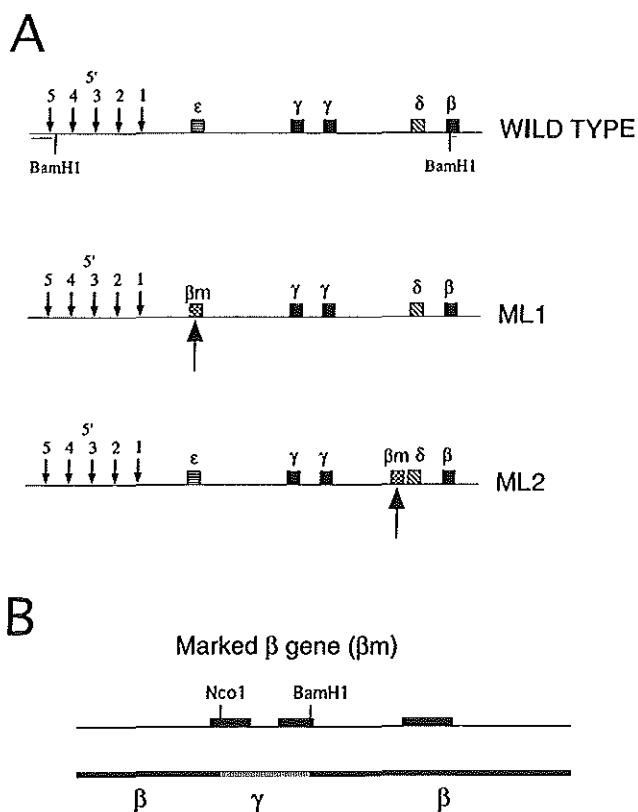 A
5'
5 4 3 2 1
ε γ γ δ β
WILD TYPE
BamH1 BamH1
5'
5 4 3 2 1
βm γ γ δ β
ML1
5'
5 4 3 2 1
ε γ γ βm δ β
ML2
B
Marked β gene (βm)
Nco1 BamH1
β γ β